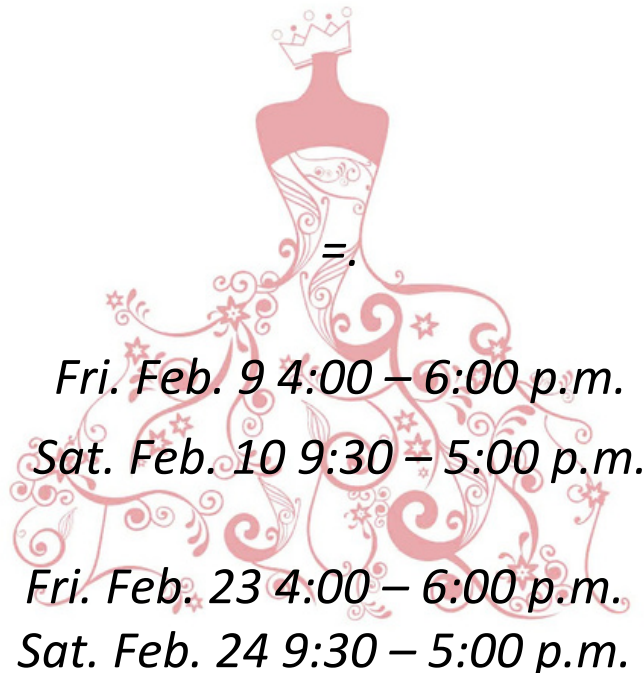 =.
Fri. Feb. 9 4:00 – 6:00 p.m.
Sat. Feb. 10 9:30 – 5:00 p.m.
Fri. Feb. 23 4:00 – 6:00 p.m.
Sat. Feb. 24 9:30 – 5:00 p.m.